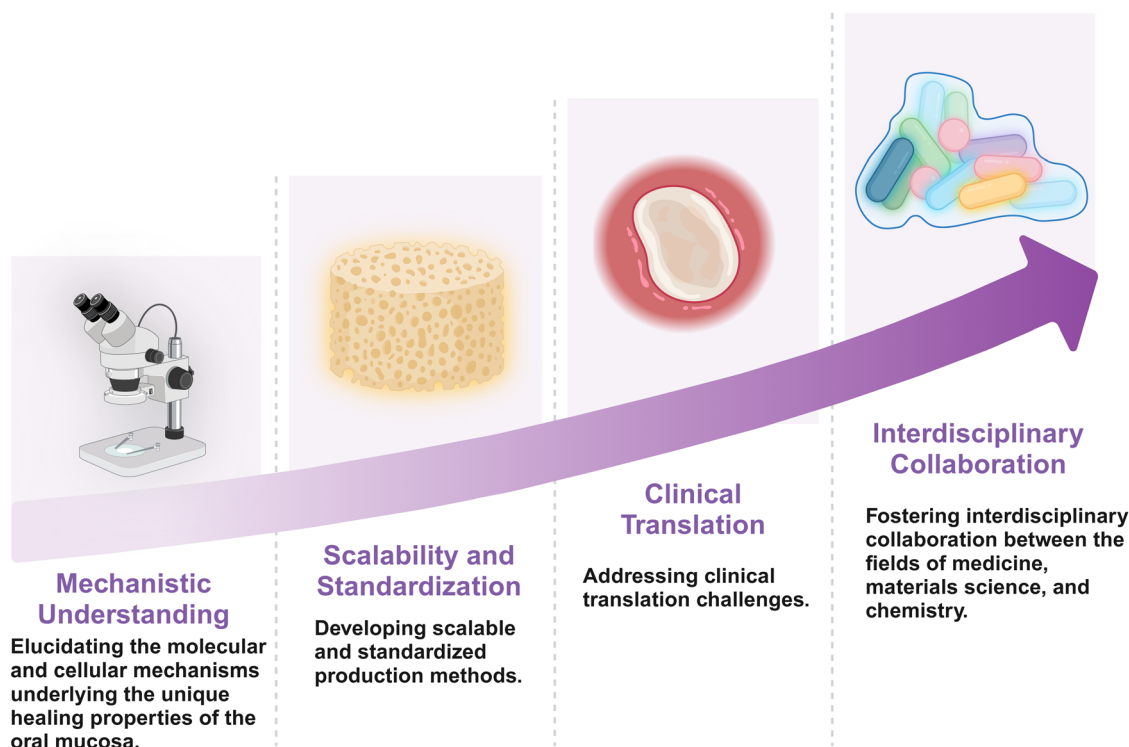 Mechanistic
Understanding
Elucidating the molecular
and cellular mechanisms
underlying the unique
healing properties of the
oral mucosa.
Scalability and
Standardization
Developing scalable
and standardized
production methods.
Clinical
Translation
Addressing clinical
translation challenges.
Interdisciplinary
Collaboration
Fostering interdisciplinary
collaboration between the
fields of medicine,
materials science, and
chemistry.